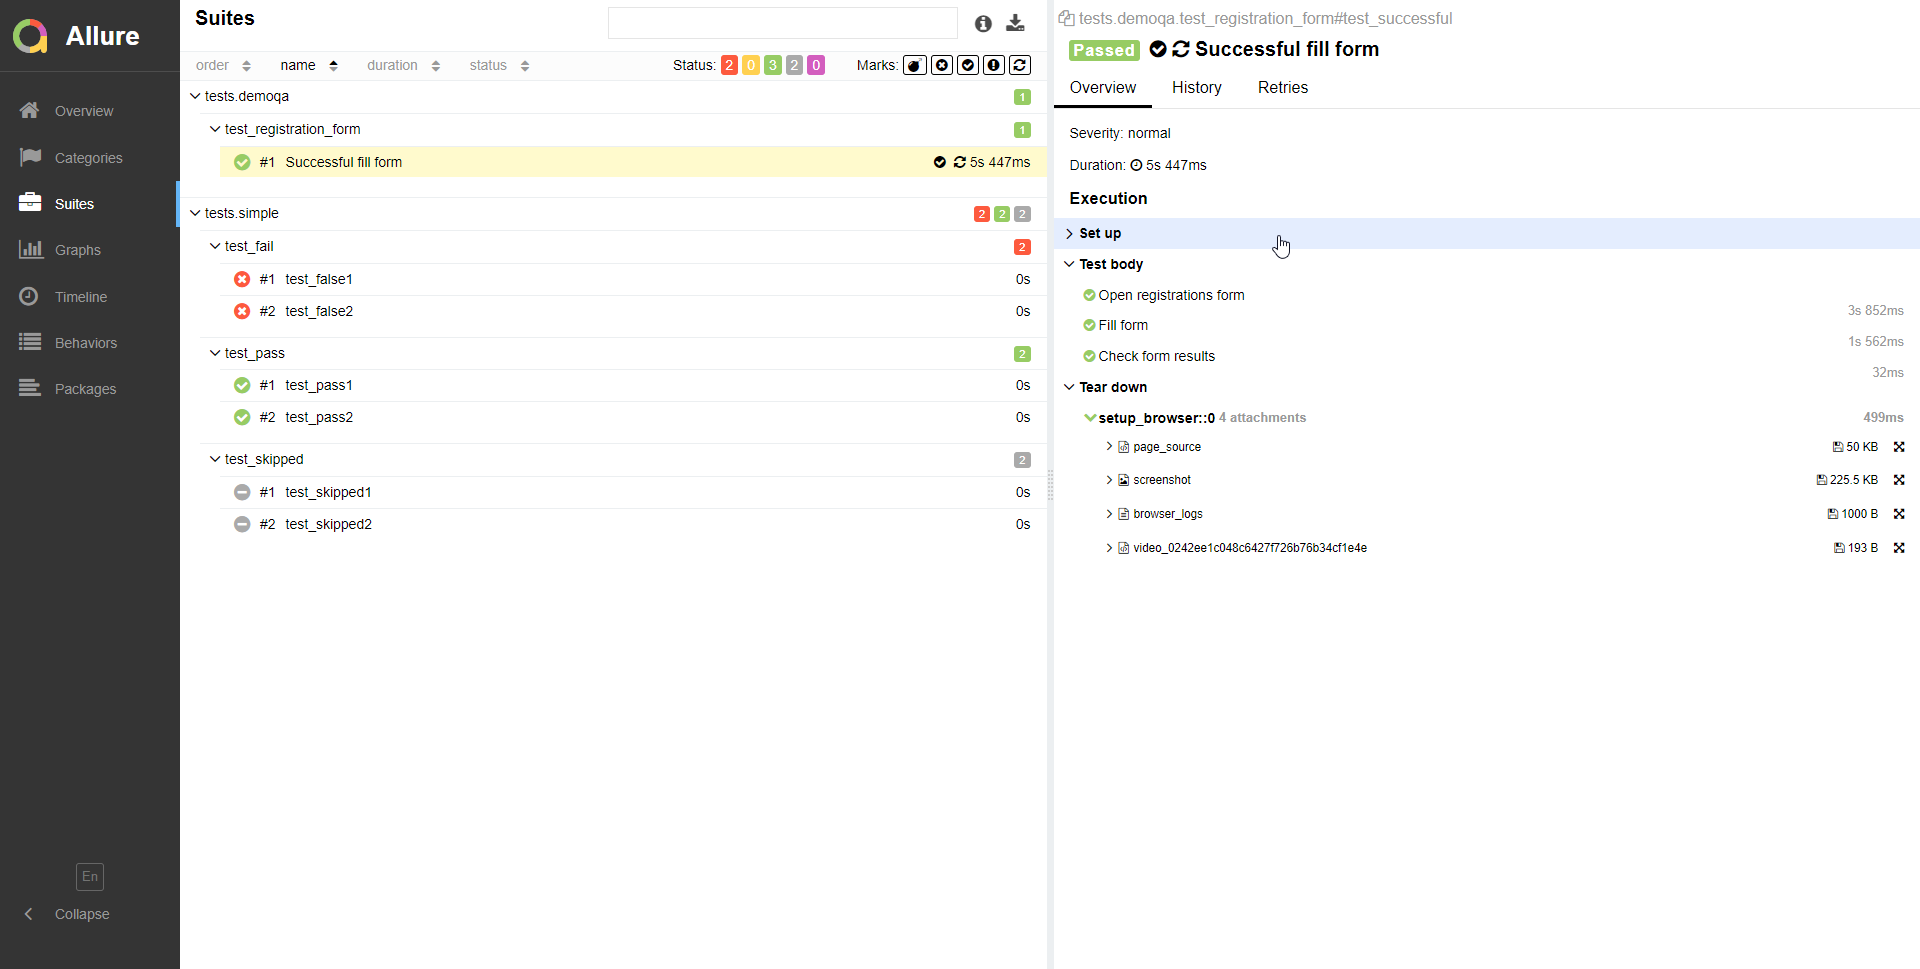 Allure
Overview
Categories
Suites
Graphs
Timeline
Behaviors
Packages
En
Collapse
Suites
order name duration status Status: 2 0 3 2 0 Marks:
tests.demoqa 1
test_registration_form 1
#1 Successful fill form 5s 447ms
tests.simple 2 2 2
test_fail 2
#1 test_false1 0s
#2 test_false2 0s
test_pass 2
#1 test_pass1 0s
#2 test_pass2 0s
test_skipped 2
#1 test_skipped1 0s
#2 test_skipped2 0s
tests.demoqa.test_registration_form#test_successful
Passed Successful fill form
Overview History Retries
Severity: normal
Duration: 5s 447ms
Execution
Set up
Test body
Open registrations form
3s 852ms
Fill form
1s 562ms
Check form results
32ms
Tear down
setup_browser::0 4 attachments 499ms
page_source 50 KB
screenshot 225.5 KB
browser_logs 1000 B
video_0242ee1c048c6427f726b76b34cf1e4e 193 B